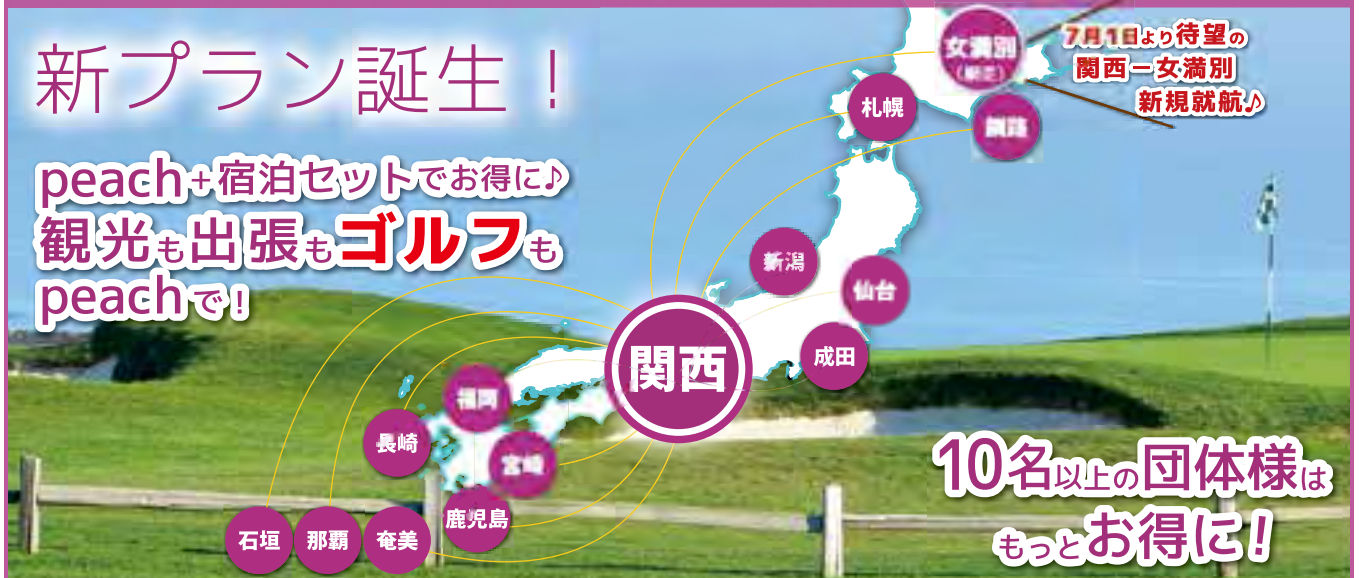 新プラン誕生！
peach+宿泊セットでお得に♪
観光も出張もゴルフも
peachで！
女満別
7月1日より待望の
関西－女満別
新規就航♪
札幌
釧路
新潟
仙台
成田
関西
福岡
長崎
宮崎
鹿児島
石垣
那覇
奄美
10名以上の団体様は
もっとお得に！